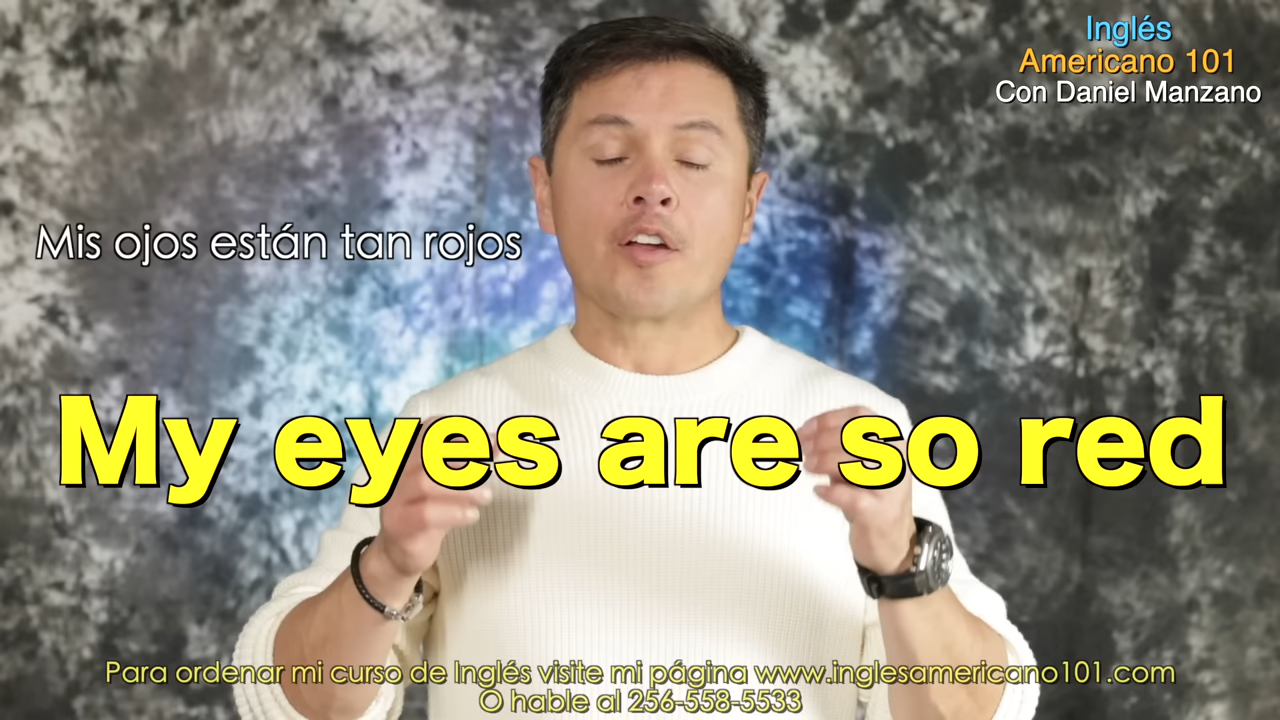 Inglés
Americano 101
Con Daniel Manzano
Mis ojos están tan rojos
My eyes are so red
Para ordenar mi curso de Inglés visite mi página www.inglesamericano101.com
O hable al 256-558-5533